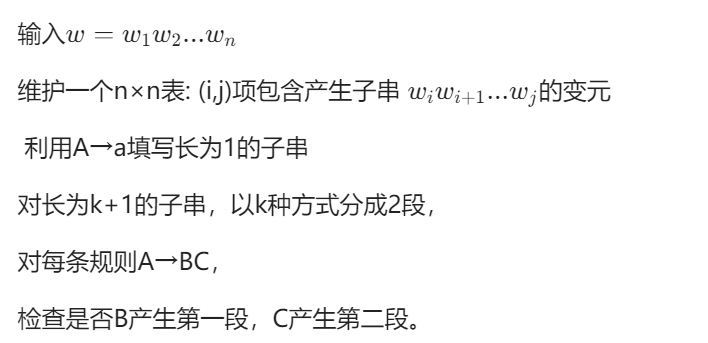 输入w = w₁w₂...wₙ
维护一个n×n表: (i,j)项包含产生子串 wᵢwᵢ₊₁...wⱼ的变元
利用A→a填写长为1的子串
对长为k+1的子串，以k种方式分成2段，
对每条规则A→BC，
检查是否B产生第一段，C产生第二段。